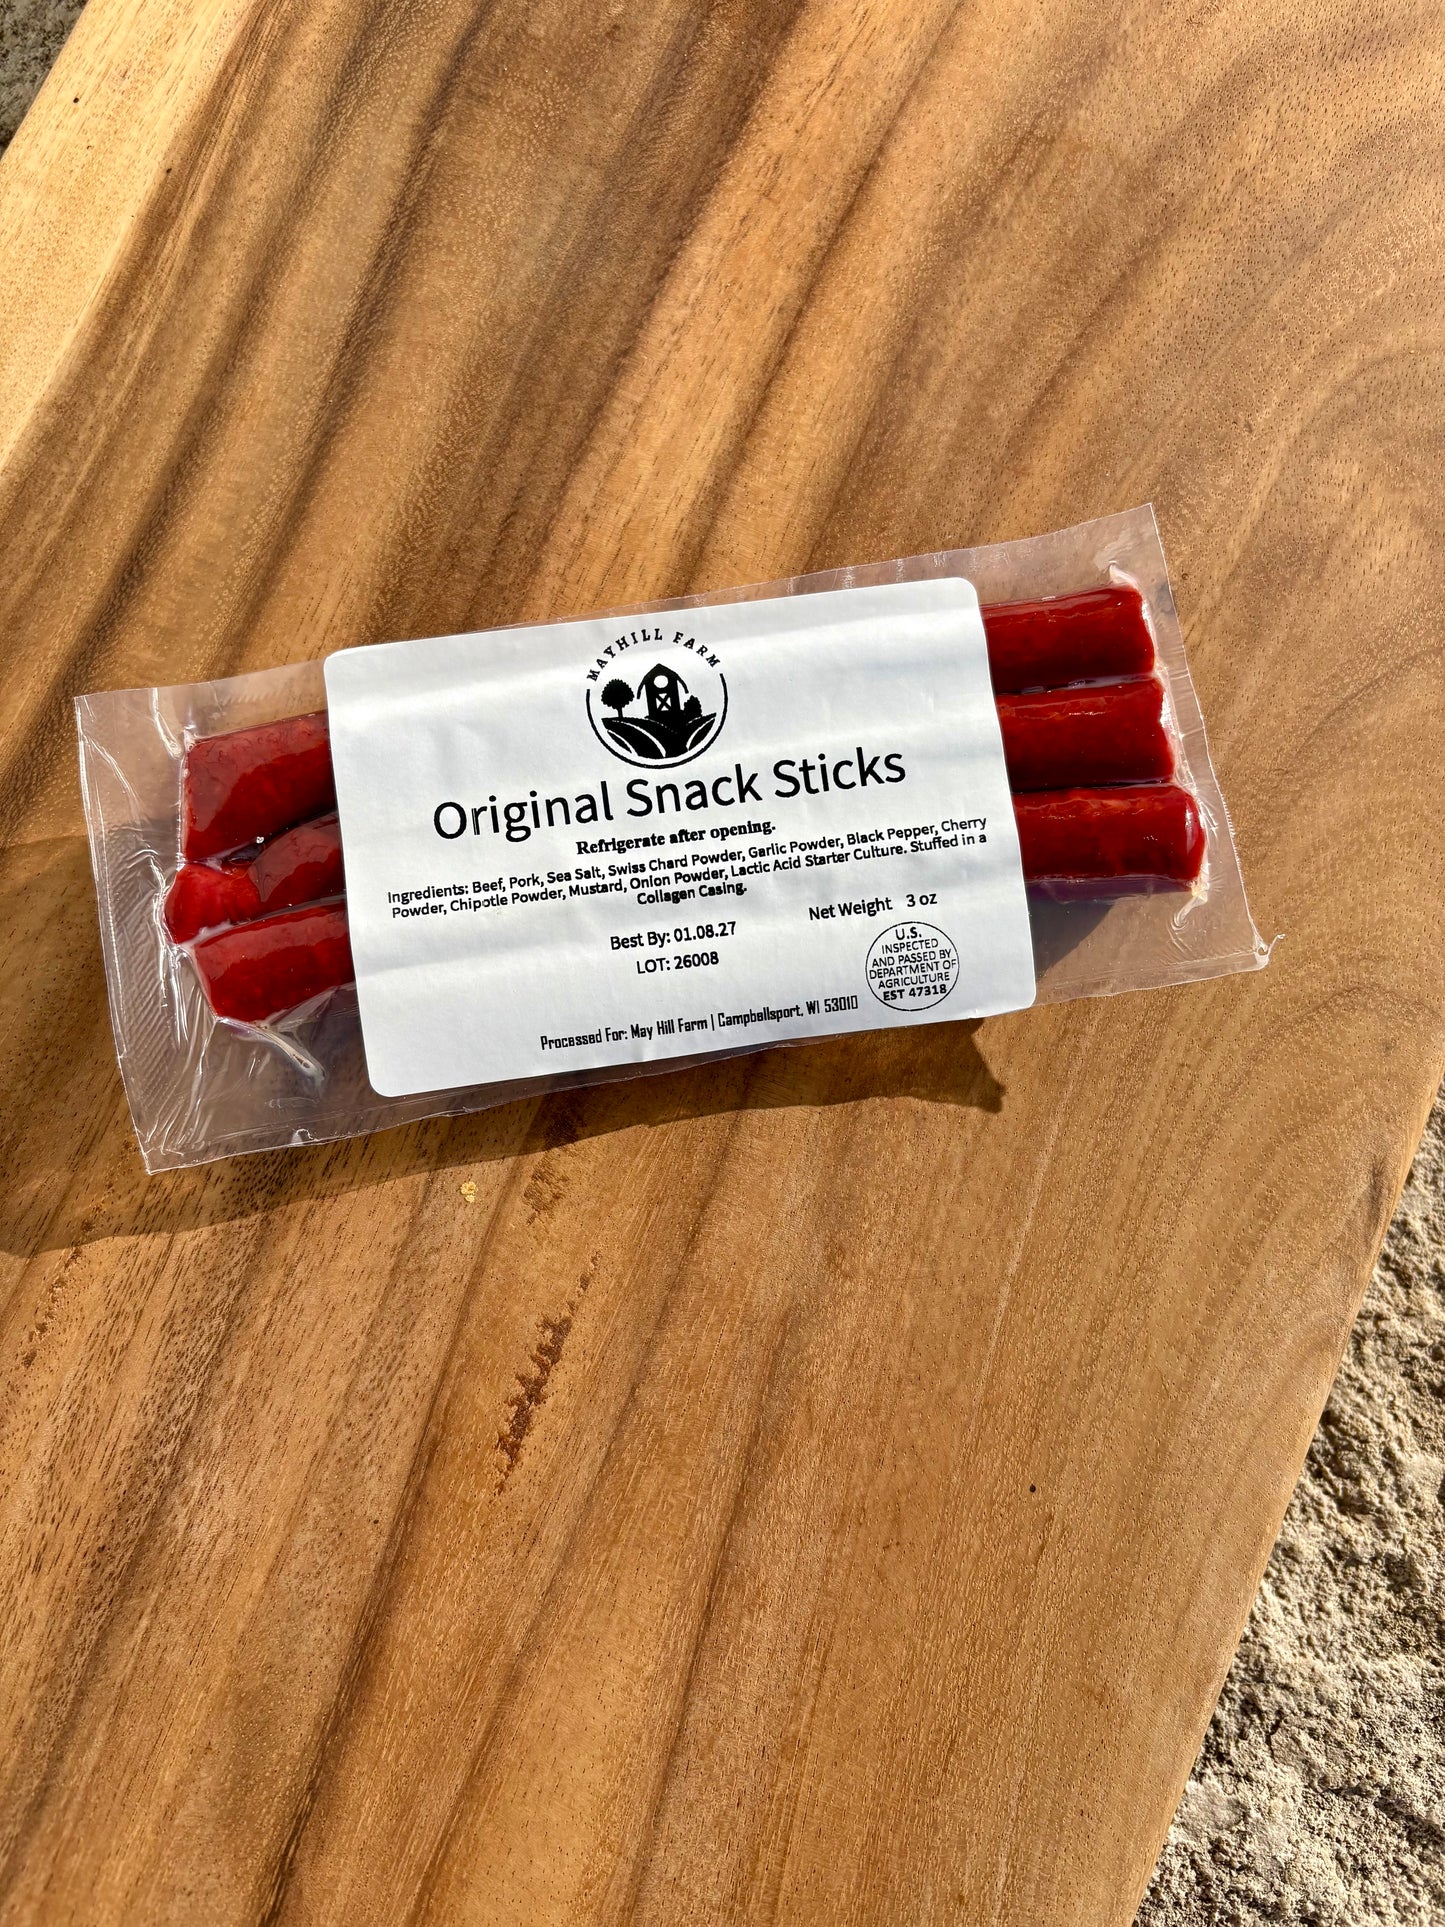 MAYHILL FARM
Original Snack Sticks
Refrigerate after opening.
Ingredients: Beef, Pork, Sea Salt, Swiss Chard Powder, Garlic Powder, Black Pepper, Cherry
Powder, Chipotle Powder, Mustard, Onion Powder, Lactic Acid Starter Culture. Stuffed in a
Collagen Casing.
Net Weight 3 oz
Best By: 01.08.27
LOT: 26008
U.S.
INSPECTED
AND PASSED BY
DEPARTMENT OF
AGRICULTURE
EST 47318
Processed For: May Hill Farm | Campbellsport, WI 53010